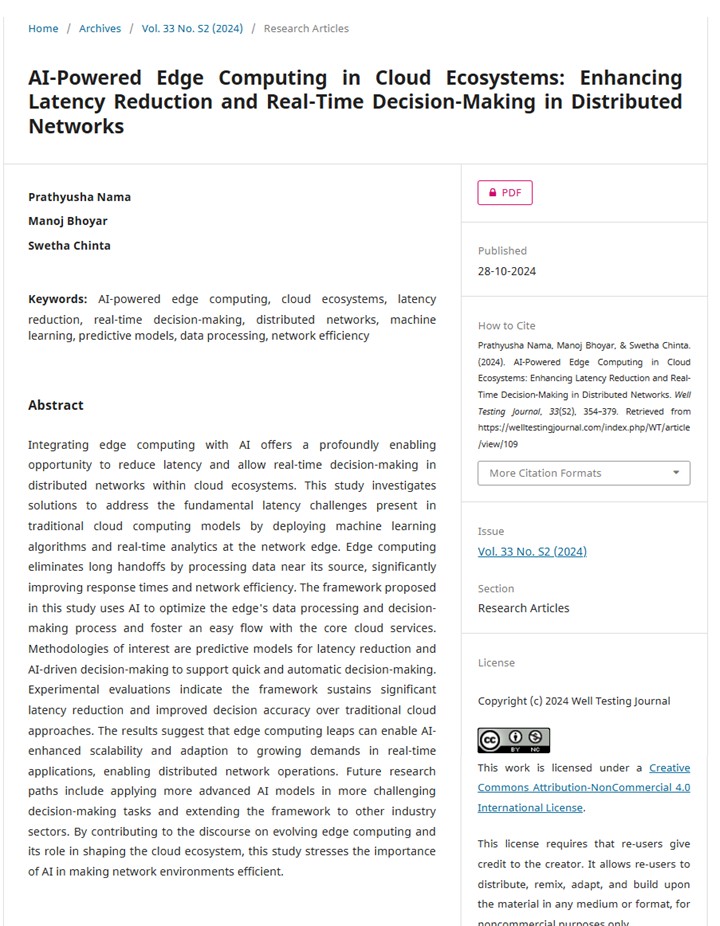 Home / Archives / Vol. 33 No. S2 (2024) / Research Articles
AI-Powered Edge Computing in Cloud Ecosystems: Enhancing
Latency Reduction and Real-Time Decision-Making in Distributed
Networks
Prathyusha Nama
Manoj Bhoyar
Swetha Chinta
Keywords: AI-powered edge computing, cloud ecosystems, latency
reduction, real-time decision-making, distributed networks, machine
learning, predictive models, data processing, network efficiency
Abstract
Integrating edge computing with AI offers a profoundly enabling
opportunity to reduce latency and allow real-time decision-making in
distributed networks within cloud ecosystems. This study investigates
solutions to address the fundamental latency challenges present in
traditional cloud computing models by deploying machine learning
algorithms and real-time analytics at the network edge. Edge computing
eliminates long handoffs by processing data near its source, significantly
improving response times and network efficiency. The framework proposed
in this study uses AI to optimize the edge's data processing and decision-
making process and foster an easy flow with the core cloud services.
Methodologies of interest are predictive models for latency reduction and
AI-driven decision-making to support quick and automatic decision-making.
Experimental evaluations indicate the framework sustains significant
latency reduction and improved decision accuracy over traditional cloud
approaches. The results suggest that edge computing leaps can enable AI-
enhanced scalability and adaption to growing demands in real-time
applications, enabling distributed network operations. Future research
paths include applying more advanced AI models in more challenging
decision-making tasks and extending the framework to other industry
sectors. By contributing to the discourse on evolving edge computing and
its role in shaping the cloud ecosystem, this study stresses the importance
of AI in making network environments efficient.
PDF
Published
28-10-2024
How to Cite
Prathyusha Nama, Manoj Bhoyar, & Swetha Chinta.
(2024). AI-Powered Edge Computing in Cloud
Ecosystems: Enhancing Latency Reduction and Real-
Time Decision-Making in Distributed Networks. Well
Testing Journal, 33(S2), 354–379. Retrieved from
https://welltestingjournal.com/index.php/WT/article
/view/109
More Citation Formats
Issue
Vol. 33 No. S2 (2024)
Section
Research Articles
License
Copyright (c) 2024 Well Testing Journal
CC BY NC
This work is licensed under a Creative
Commons Attribution-NonCommercial 4.0
International License.
This license requires that re-users give
credit to the creator. It allows re-users to
distribute, remix, adapt, and build upon
the material in any medium or format, for
noncommercial purposes only.